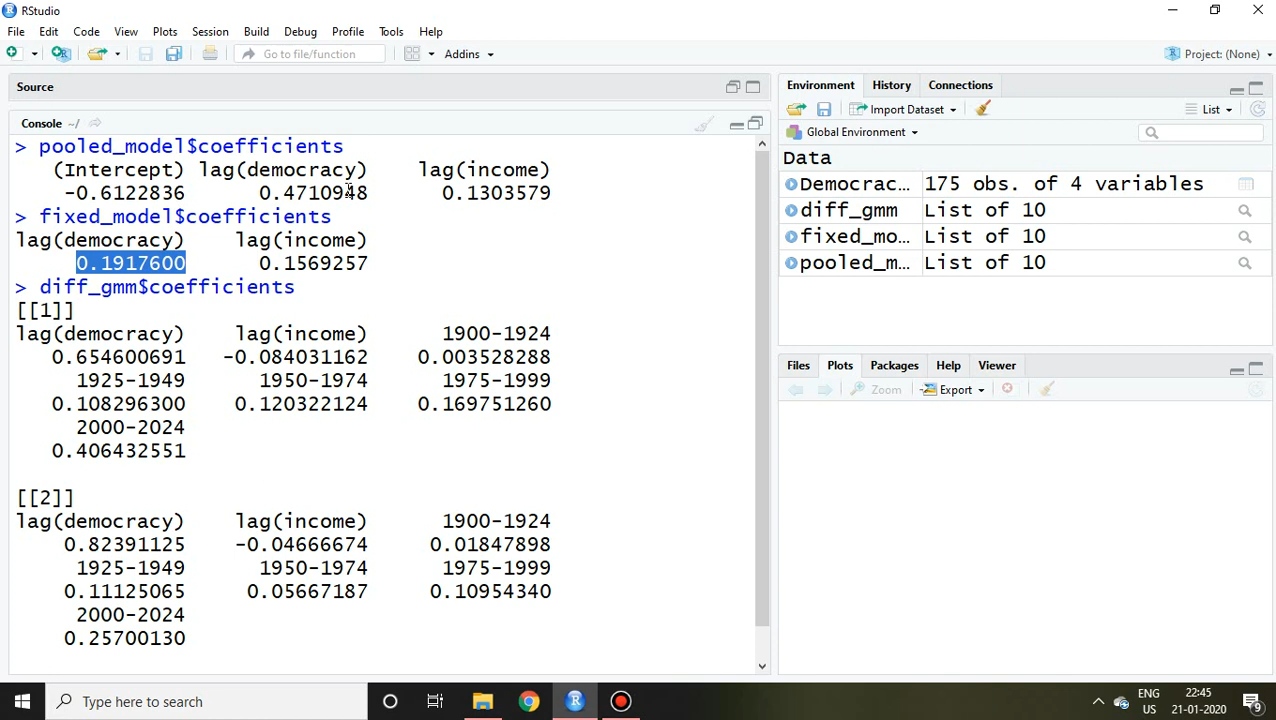 RStudio
File Edit Code View Plots Session Build Debug Profile Tools Help
Go to file/function Addins Project: (None)
Source
Console ~/
> pooled_model$coefficients
(Intercept) lag(democracy) lag(income)
-0.6122836 0.4710948 0.1303579
> fixed_model$coefficients
lag(democracy) lag(income)
0.1917600 0.1569257
> diff_gmm$coefficients
[[1]]
lag(democracy) lag(income) 1900-1924
0.654600691 -0.084031162 0.003528288
1925-1949 1950-1974 1975-1999
0.108296300 0.120322124 0.169751260
2000-2024
0.406432551
[[2]]
lag(democracy) lag(income) 1900-1924
0.82391125 -0.04666674 0.01847898
1925-1949 1950-1974 1975-1999
0.11125065 0.05667187 0.10954340
2000-2024
0.25700130
Environment History Connections
Import Dataset List
Global Environment
Data
Democrac... 175 obs. of 4 variables
diff_gmm List of 10
fixed_mo... List of 10
pooled_m... List of 10
Files Plots Packages Help Viewer
Zoom Export
Type here to search
ENG
US
22:45
21-01-2020
9